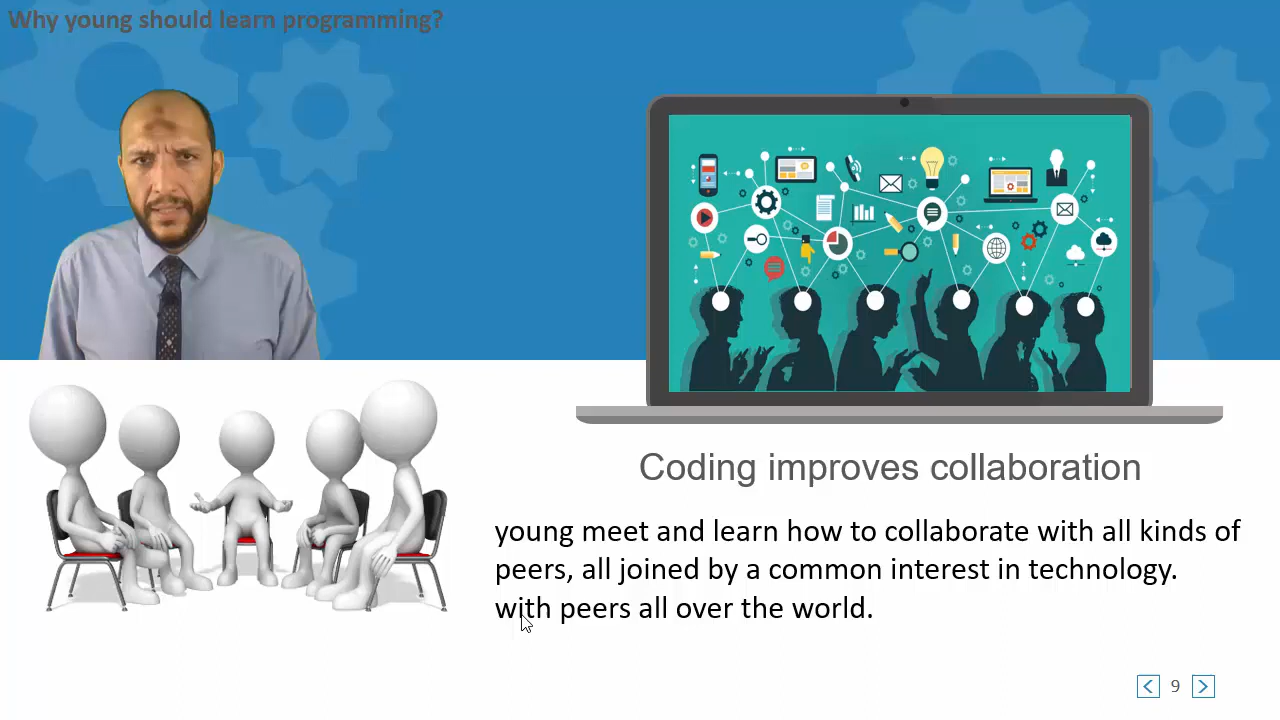 Why young should learn programming?
Coding improves collaboration
young meet and learn how to collaborate with all kinds of
peers, all joined by a common interest in technology.
with peers all over the world.
9